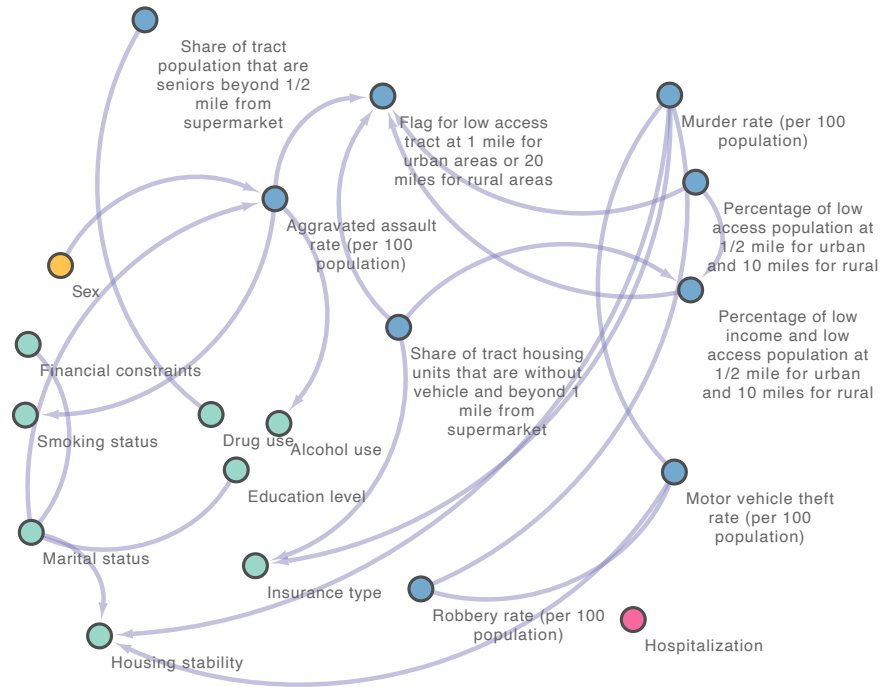 Share of tract
population that are
seniors beyond 1/2
mile from
supermarket
Flag for low access
tract at 1 mile for
urban areas or 20
miles for rural areas
Murder rate (per 100
population)
Percentage of low
access population at
1/2 mile for urban
and 10 miles for rural
Aggravated assault
rate (per 100
population)
Sex
Percentage of low
income and low
access population at
1/2 mile for urban
and 10 miles for rural
Share of tract housing
units that are without
vehicle and beyond 1
mile from
supermarket
Financial constraints
Smoking status
Drug use
Alcohol use
Education level
Motor vehicle theft
rate (per 100
population)
Marital status
Insurance type
Robbery rate (per 100
population)
Hospitalization
Housing stability